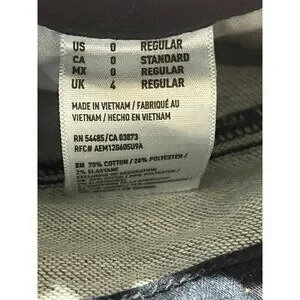 US 0 REGULAR
CA 0 STANDARD
MX 0 REGULAR
UK 4 REGULAR
MADE IN VIETNAM / FABRIQUÉ AU
VIETNAM / HECHO EN VIETNAM
RN 54485/CA 03873
RFC# AEM120605U9A
EN 70% COTTON / 28% POLYESTER /
2% ELASTANE